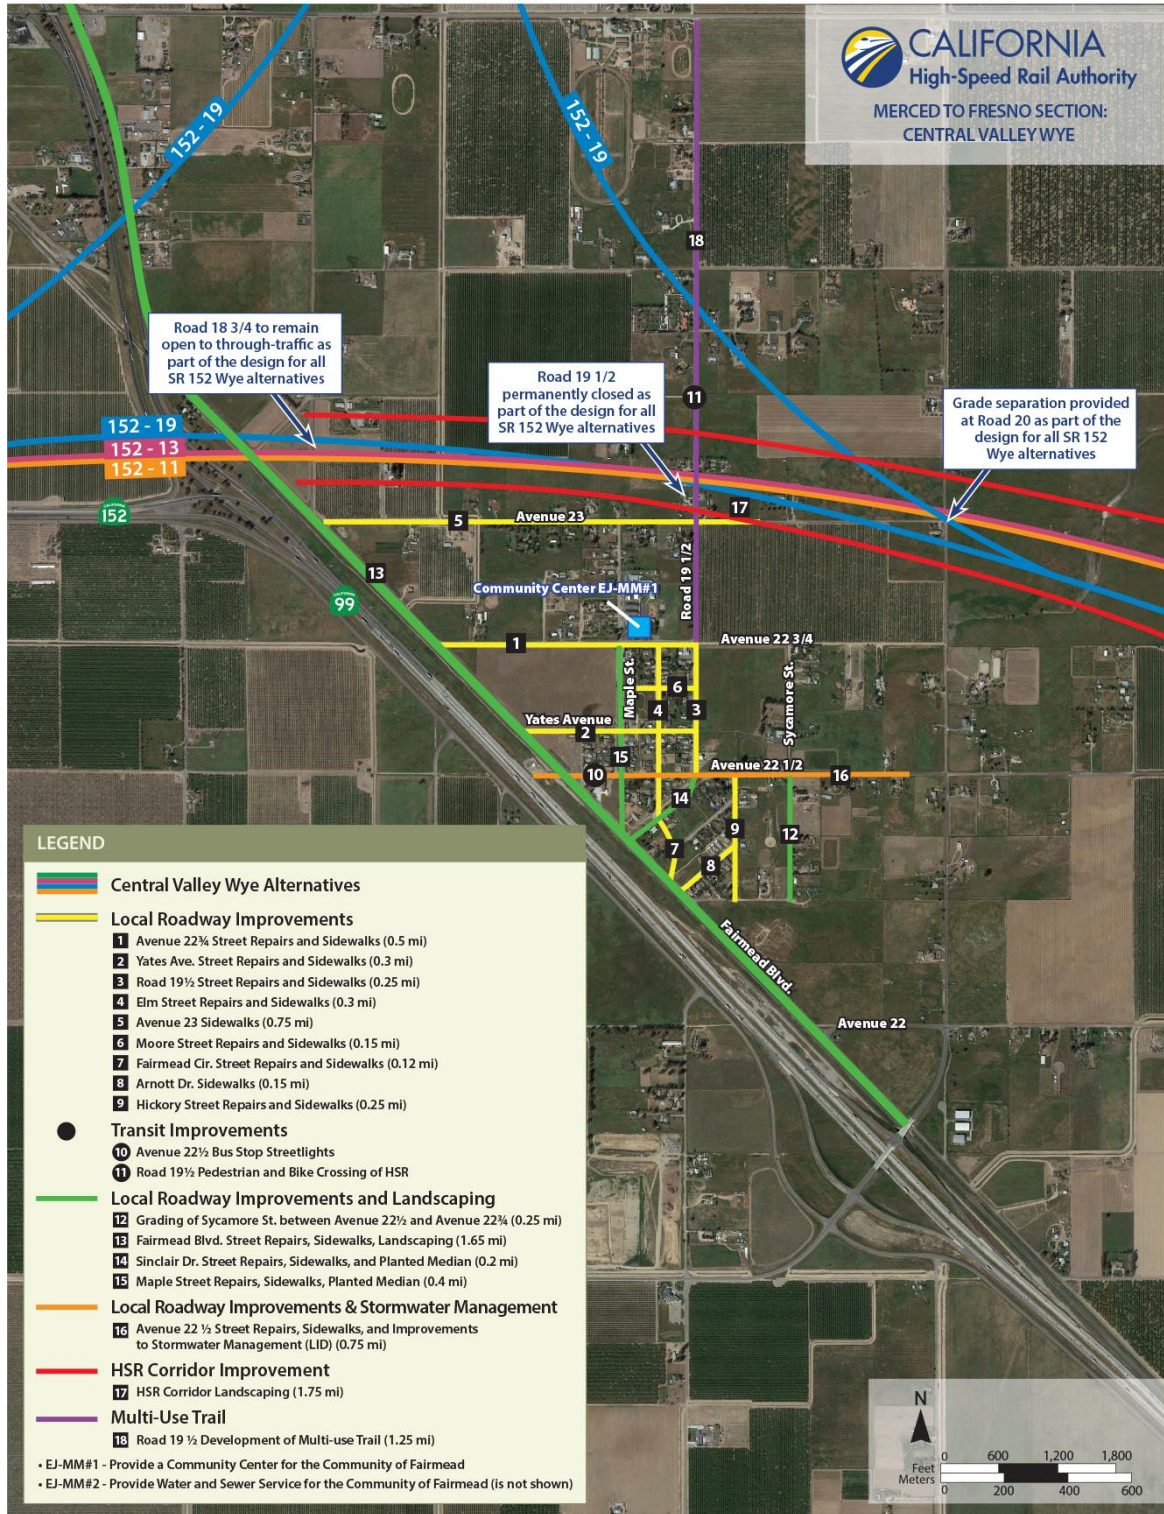 CALIFORNIA
High-Speed Rail Authority
MERCED TO FRESNO SECTION:
CENTRAL VALLEY WYE
152 - 19
152 - 19
18
Road 18 3/4 to remain
open to through-traffic as
part of the design for all
SR 152 Wye alternatives
Road 19 1/2
permanently closed as
part of the design for all
SR 152 Wye alternatives
11
Grade separation provided
at Road 20 as part of the
design for all SR 152
Wye alternatives
152 - 19
152 - 13
152 - 11
CALIFORNIA
152
5
Avenue 23
17
13
CALIFORNIA
99
Road 19 1/2
Community Center EJ-MM#1
1
Avenue 22 3/4
Maple St.
6
Sycamore St.
4
3
Yates Avenue
2
15
Avenue 22 1/2
10
16
14
9
12
7
8
Fairmead Blvd.
Avenue 22
LEGEND
Central Valley Wye Alternatives
Local Roadway Improvements
1 Avenue 22¾ Street Repairs and Sidewalks (0.5 mi)
2 Yates Ave. Street Repairs and Sidewalks (0.3 mi)
3 Road 19½ Street Repairs and Sidewalks (0.25 mi)
4 Elm Street Repairs and Sidewalks (0.3 mi)
5 Avenue 23 Sidewalks (0.75 mi)
6 Moore Street Repairs and Sidewalks (0.15 mi)
7 Fairmead Cir. Street Repairs and Sidewalks (0.12 mi)
8 Arnott Dr. Sidewalks (0.15 mi)
9 Hickory Street Repairs and Sidewalks (0.25 mi)
Transit Improvements
10 Avenue 22½ Bus Stop Streetlights
11 Road 19½ Pedestrian and Bike Crossing of HSR
Local Roadway Improvements and Landscaping
12 Grading of Sycamore St. between Avenue 22½ and Avenue 22¾ (0.25 mi)
13 Fairmead Blvd. Street Repairs, Sidewalks, Landscaping (1.65 mi)
14 Sinclair Dr. Street Repairs, Sidewalks, and Planted Median (0.2 mi)
15 Maple Street Repairs, Sidewalks, Planted Median (0.4 mi)
Local Roadway Improvements & Stormwater Management
16 Avenue 22 ½ Street Repairs, Sidewalks, and Improvements
to Stormwater Management (LID) (0.75 mi)
HSR Corridor Improvement
17 HSR Corridor Landscaping (1.75 mi)
Multi-Use Trail
18 Road 19 ½ Development of Multi-use Trail (1.25 mi)
• EJ-MM#1 - Provide a Community Center for the Community of Fairmead
• EJ-MM#2 - Provide Water and Sewer Service for the Community of Fairmead (is not shown)
N
0 600 1,200 1,800
Feet
Meters
0 200 400 600